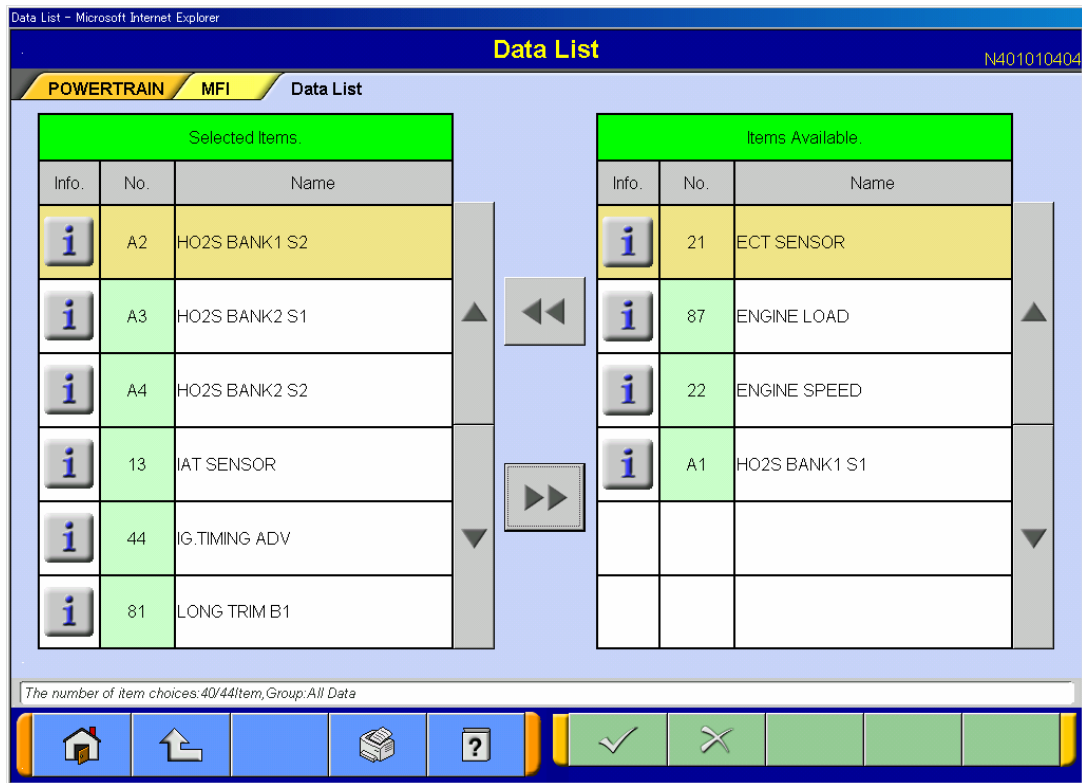 Data List - Microsoft Internet Explorer
Data List
N401010404
POWERTRAIN MFI Data List
Selected Items.
Info. No. Name
A2 HO2S BANK1 S2
A3 HO2S BANK2 S1
A4 HO2S BANK2 S2
13 IAT SENSOR
44 IG.TIMING ADV
81 LONG TRIM B1
Items Available.
Info. No. Name
21 ECT SENSOR
87 ENGINE LOAD
22 ENGINE SPEED
A1 HO2S BANK1 S1
The number of item choices:40/44Item,Group:All Data